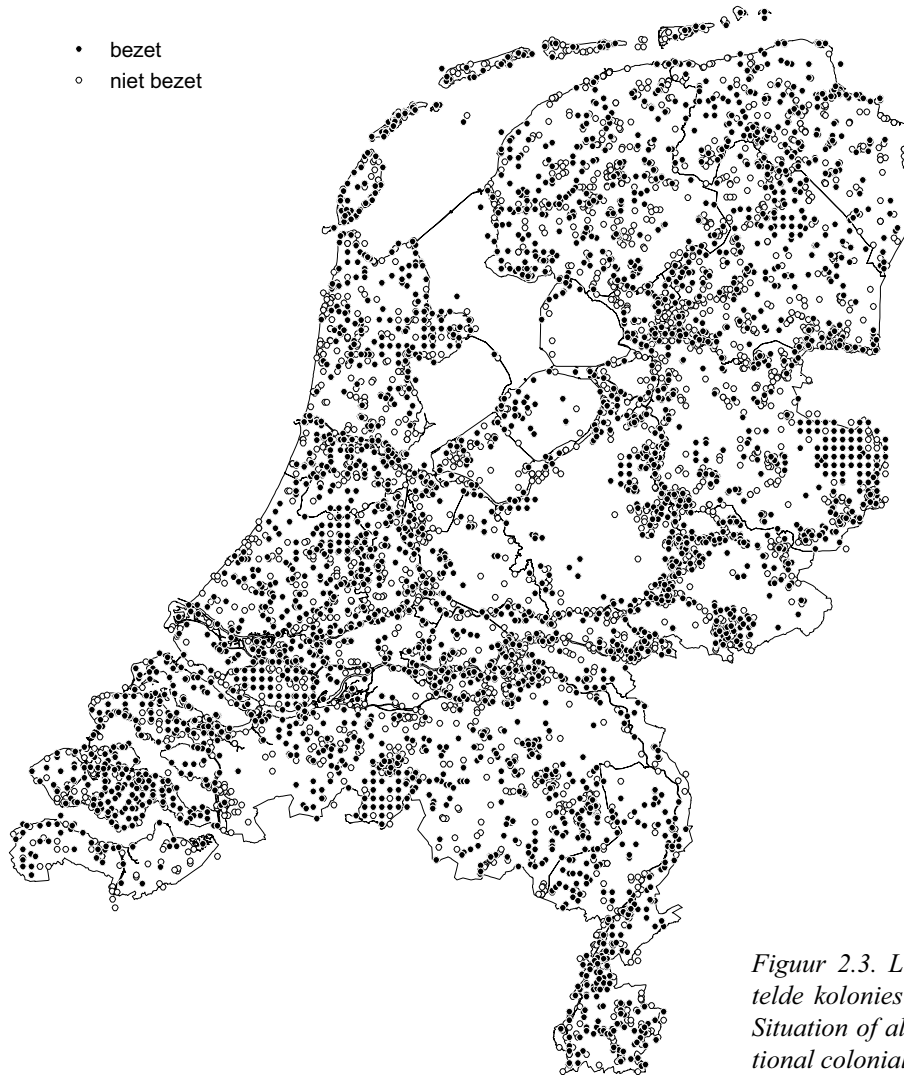 bezet
niet bezet
Figuur 2.3. L
telde kolonies
Situation of al
tional colonial